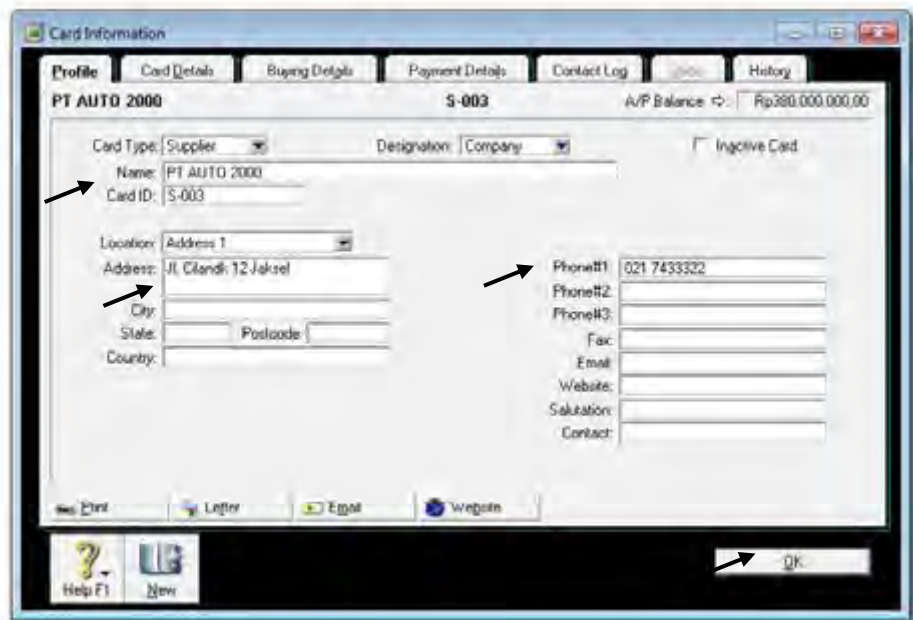 Card Information
Profile Card Details Buying Details Payment Details Contact Log Jobs History
PT AUTO 2000 S-003 A/P Balance ⇨: Rp380.000.000,00
Card Type: Supplier Designation: Company Inactive Card
Name: PT AUTO 2000
Card ID: S-003
Location: Address 1
Address: Jl. Cilandk 12 Jaksel Phone#1: 021 7433322
Phone#2:
City: Phone#3:
State: Postcode: Fax:
Country: Email:
Website:
Salutation:
Contact:
Print Letter Email Website
Help F1 New OK